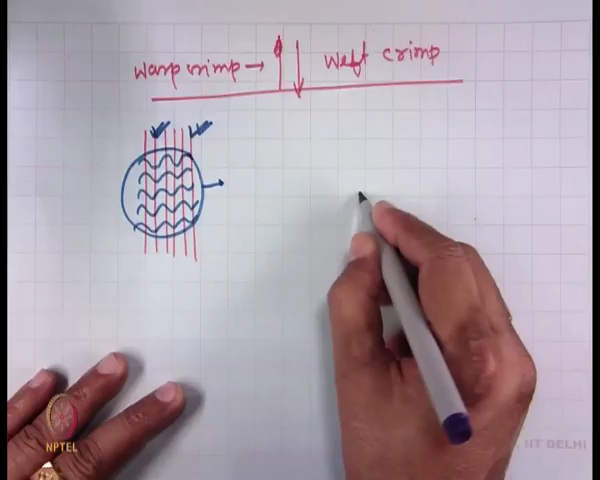 Warp crimp → ↑ ↓ Weft crimp
NPTEL
IIT DELHI